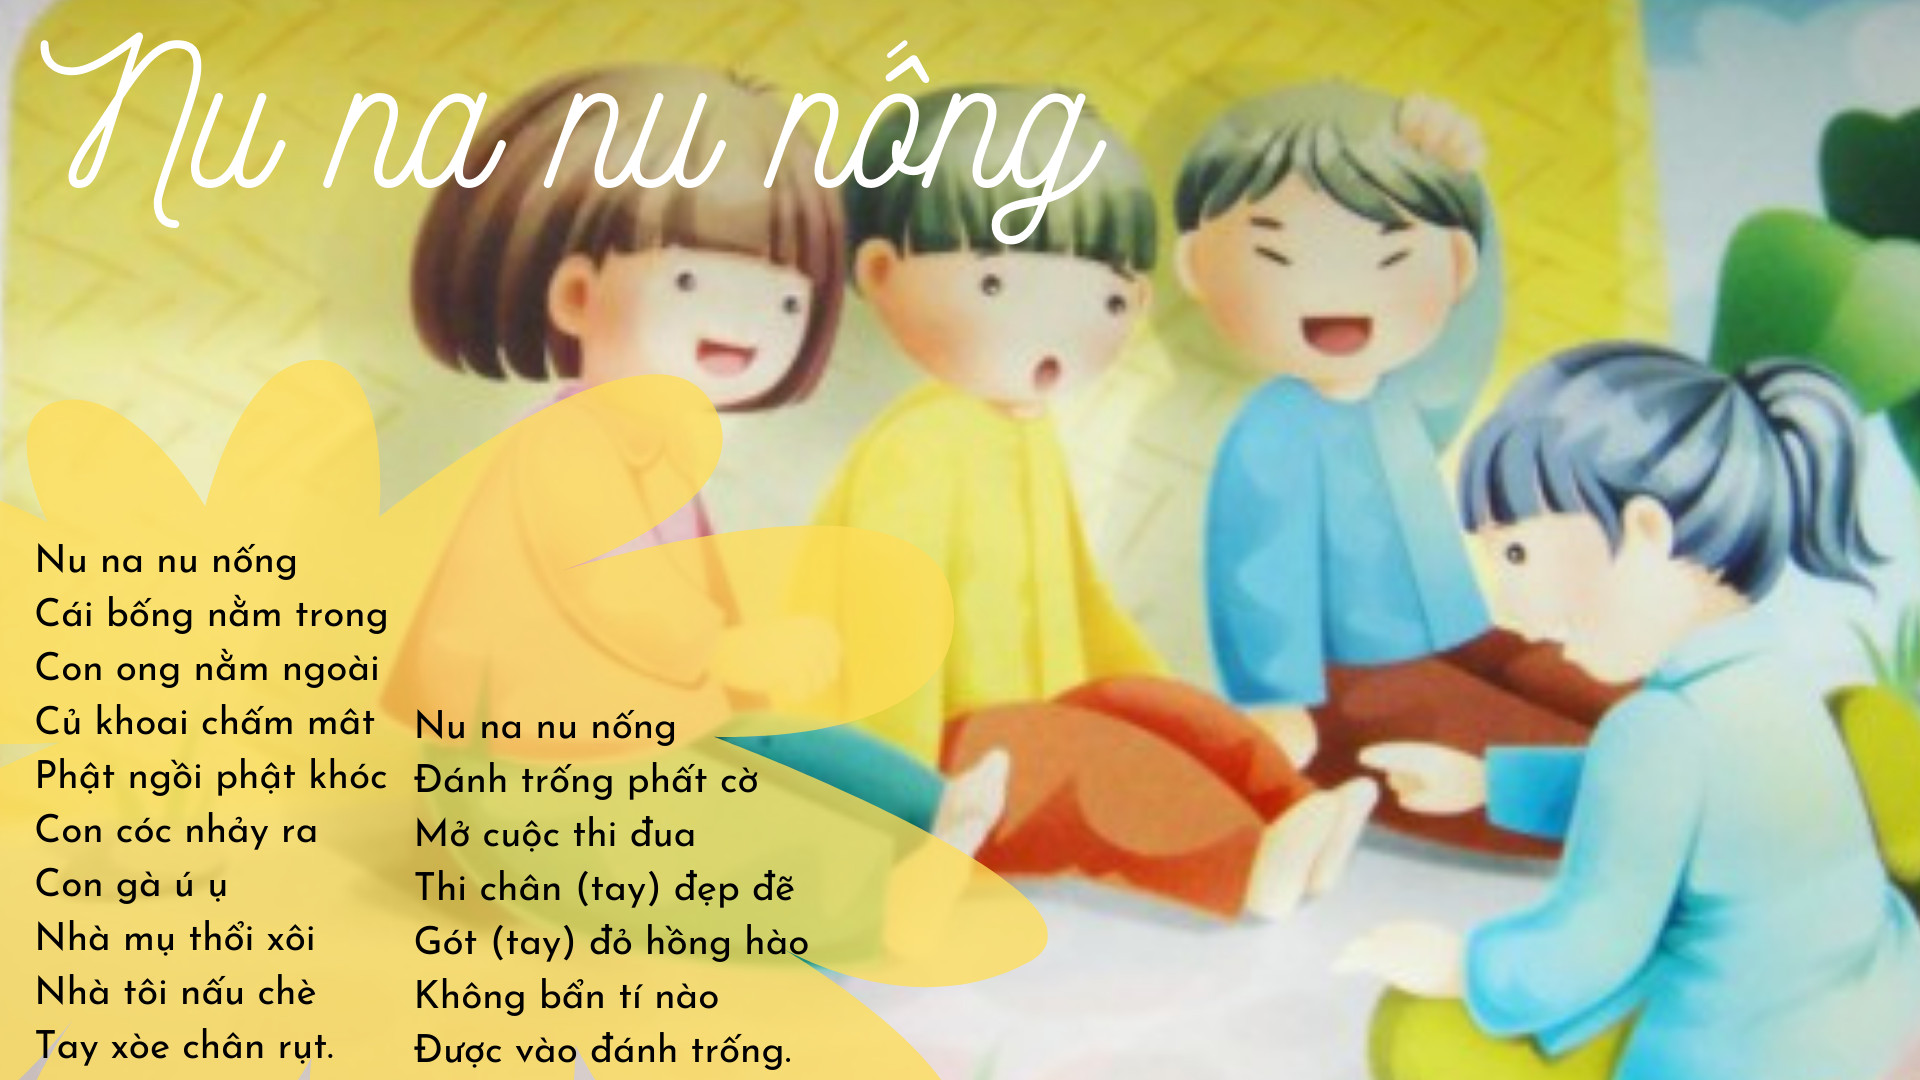 Nu na nu nống
Nu na nu nống
Cái bống nằm trong
Con ong nằm ngoài
Củ khoai chấm mât
Phật ngồi phật khóc
Con cóc nhảy ra
Con gà ú ụ
Nhà mụ thổi xôi
Nhà tôi nấu chè
Tay xòe chân rụt.
Nu na nu nống
Đánh trống phất cờ
Mở cuộc thi đua
Thi chân (tay) đẹp đẽ
Gót (tay) đỏ hồng hào
Không bẩn tí nào
Được vào đánh trống.